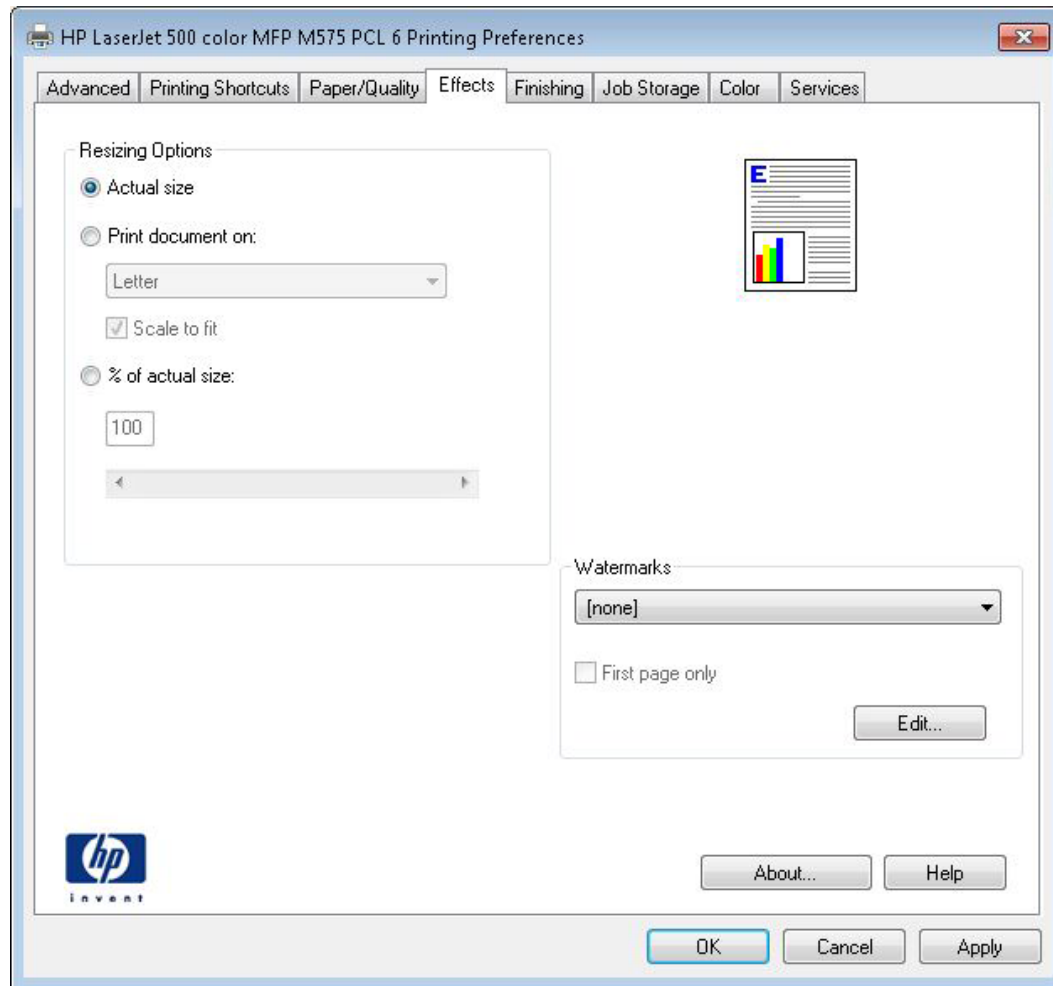 HP LaserJet 500 color MFP M575 PCL 6 Printing Preferences
Advanced Printing Shortcuts Paper/Quality Effects Finishing Job Storage Color Services
Resizing Options
Actual size
Print document on:
Letter
Scale to fit
% of actual size:
100
E
Watermarks
[none]
First page only
Edit...
hp
invent
About... Help
OK Cancel Apply